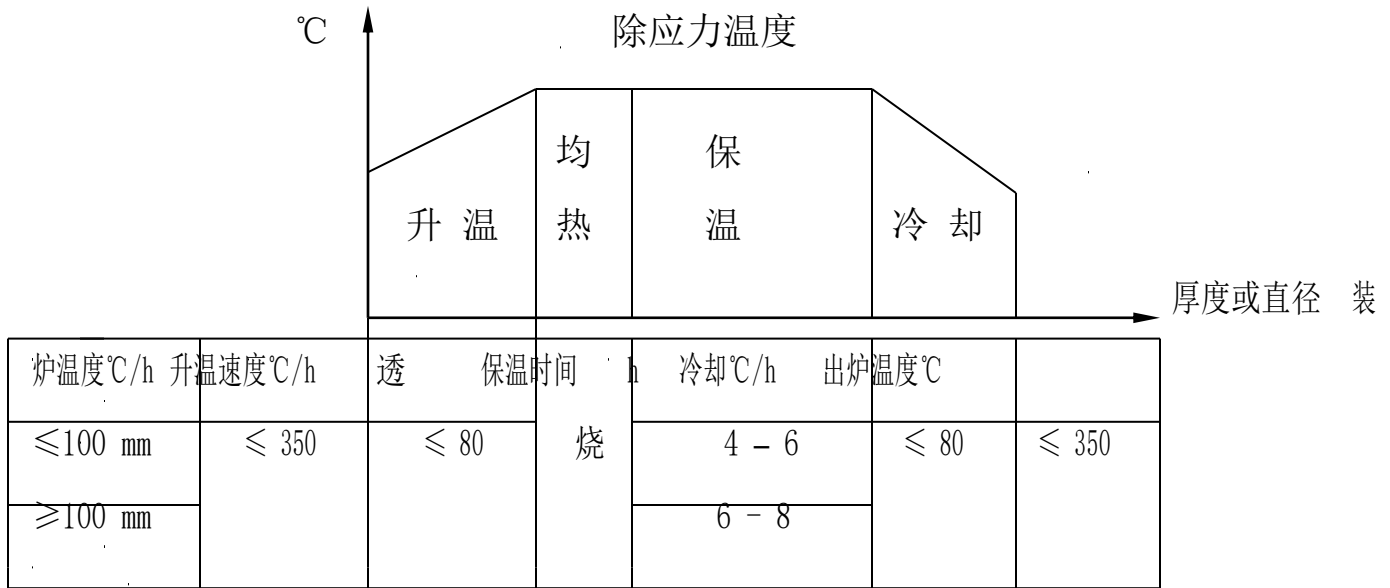 ℃ 除应力温度
均 保
升 温 热 温 冷 却
厚度或直径 装
炉温度℃/h 升温速度℃/h 透 保温时间 h 冷却℃/h 出炉温度℃
≤100 mm ≤ 350 ≤ 80 烧 4 – 6 ≤ 80 ≤ 350
≥100 mm 6 - 8